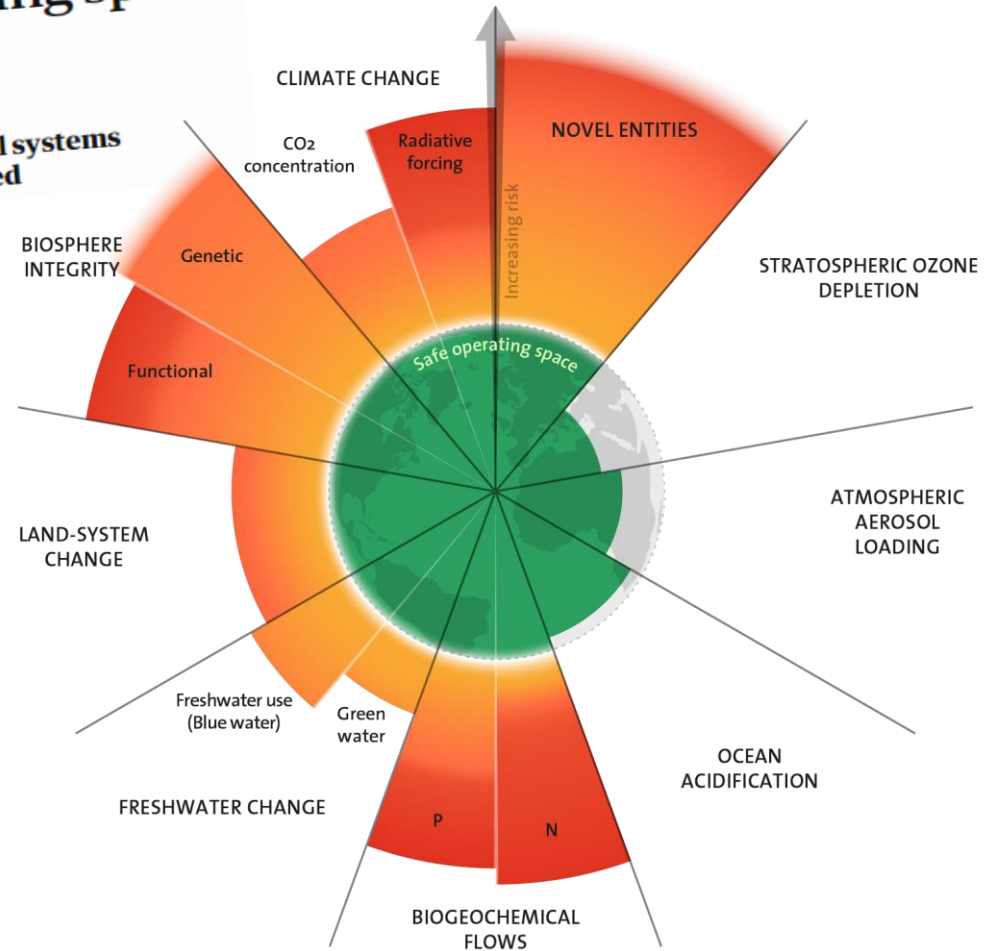 systems
CLIMATE CHANGE
CO2
concentration
Radiative
forcing
NOVEL ENTITIES
Increasing risk
BIOSPHERE
INTEGRITY
Genetic
STRATOSPHERIC OZONE
DEPLETION
Safe operating space
Functional
LAND-SYSTEM
CHANGE
ATMOSPHERIC
AEROSOL
LOADING
Freshwater use
(Blue water)
Green
water
OCEAN
ACIDIFICATION
FRESHWATER CHANGE
P
N
BIOGEOCHEMICAL
FLOWS